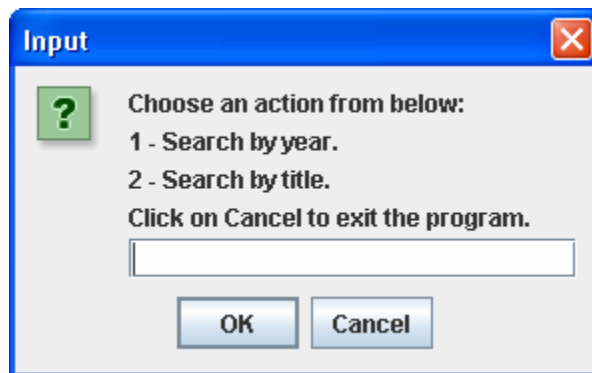 Input
Choose an action from below:
1 - Search by year.
2 - Search by title.
Click on Cancel to exit the program.
OK
Cancel